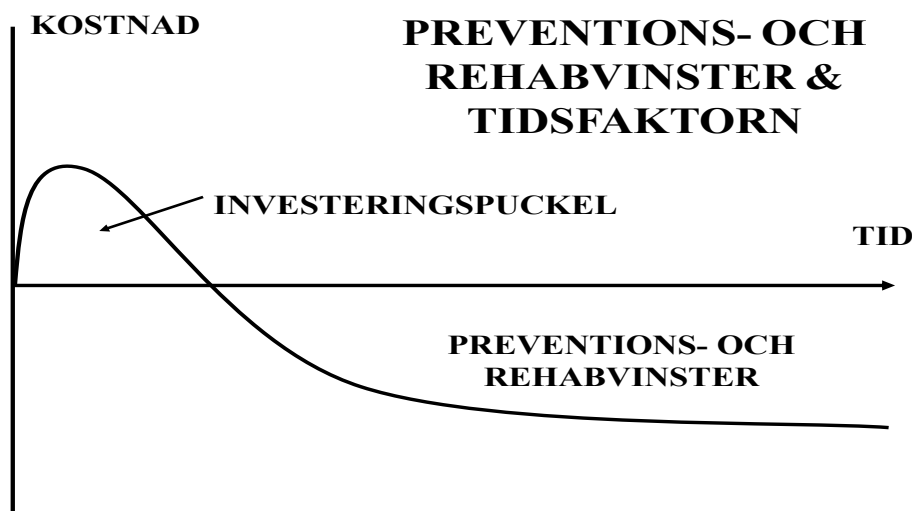 KOSTNAD
PREVENTIONS- OCH
REHABVINSTER &
TIDSFAKTORN
INVESTERINGSPUCKEL
TID
PREVENTIONS- OCH
REHABVINSTER